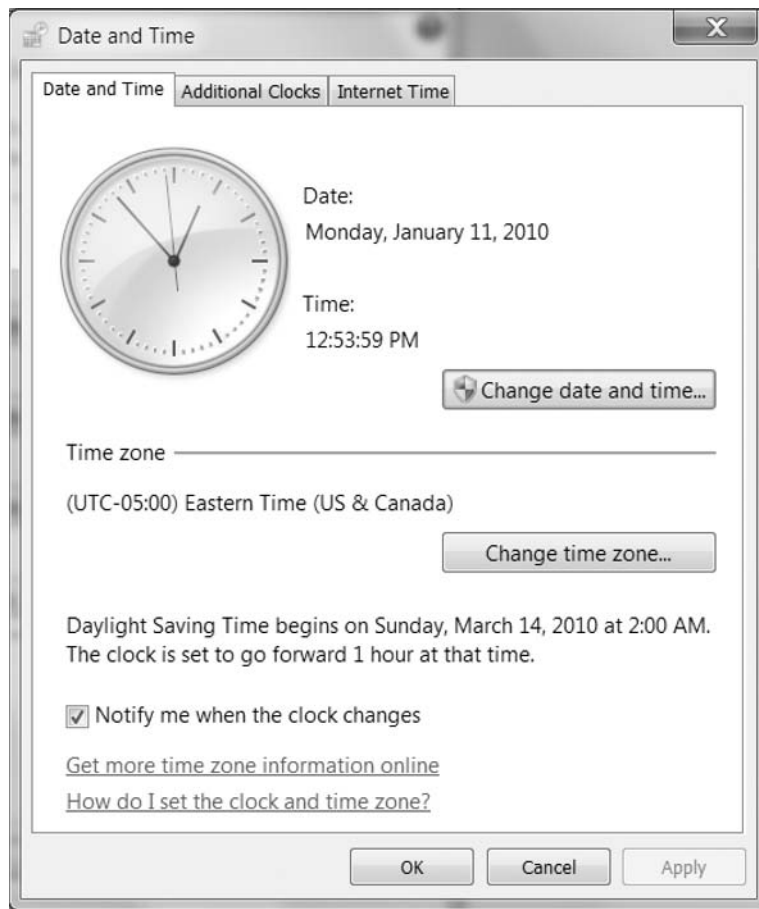 Date and Time
X
Date and Time Additional Clocks Internet Time
Date:
Monday, January 11, 2010
Time:
12:53:59 PM
Change date and time...
Time zone
(UTC-05:00) Eastern Time (US & Canada)
Change time zone...
Daylight Saving Time begins on Sunday, March 14, 2010 at 2:00 AM.
The clock is set to go forward 1 hour at that time.
Notify me when the clock changes
Get more time zone information online
How do I set the clock and time zone?
OK Cancel Apply